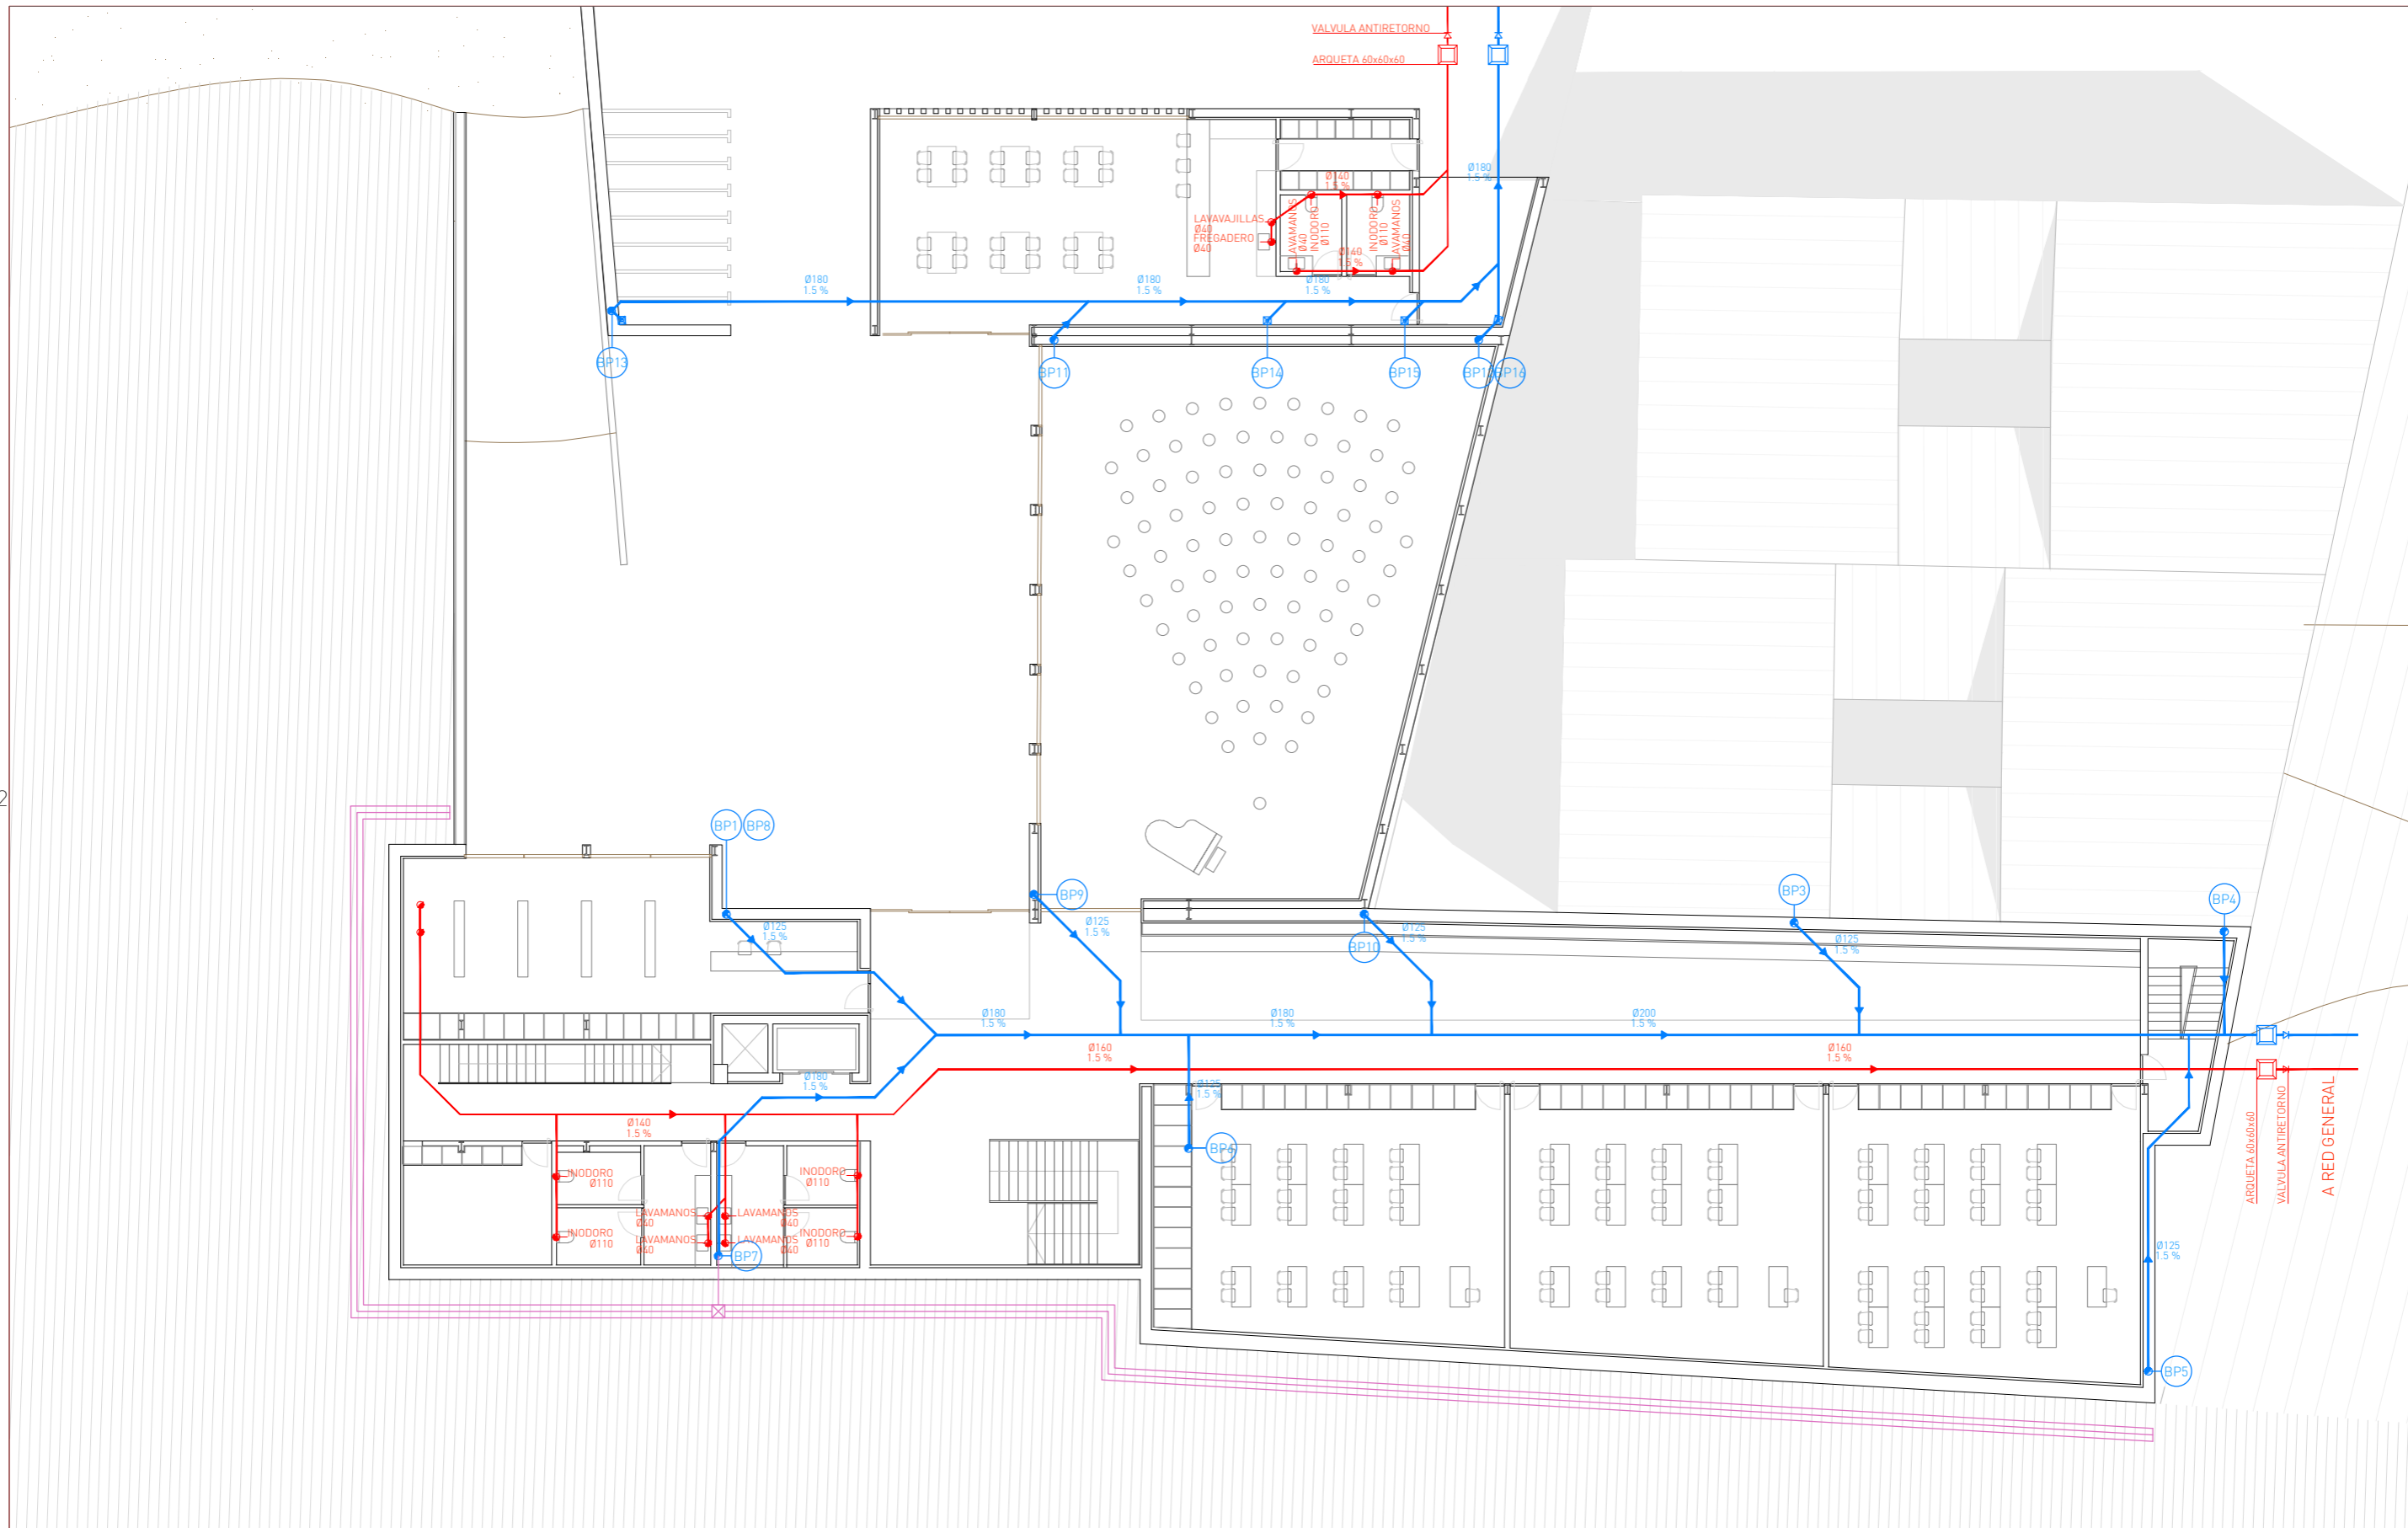 VALVULA ANTIRETORNO
ARQUETA 60x60x60
Ø180
1.5 %
Ø140
1.5 %
LAVAVAJILLAS
Ø40
FREGADERO
Ø40
LAVAMANOS
Ø40
INODORO
Ø110
INODORO
Ø110
LAVAMANOS
Ø40
Ø140
1.5 %
Ø180
1.5 %
Ø180
1.5 %
Ø180
1.5 %
BP13
BP11
BP14
BP15
BP16
2
BP1
BP8
BP9
BP3
BP4
Ø125
1.5 %
Ø125
1.5 %
BP10
Ø125
1.5 %
Ø125
1.5 %
Ø180
1.5 %
Ø180
1.5 %
Ø200
1.5 %
Ø160
1.5 %
Ø160
1.5 %
Ø180
1.5 %
Ø125
1.5 %
Ø140
1.5 %
BP6
INODORO
Ø110
INODORO
Ø110
LAVAMANOS
Ø40
LAVAMANOS
Ø40
INODORO
Ø110
LAVAMANOS
Ø40
LAVAMANOS
Ø40
INODORO
Ø110
BP7
Ø125
1.5 %
BP5
ARQUETA 60x60x60
VALVULA ANTIRETORNO
A RED GENERAL